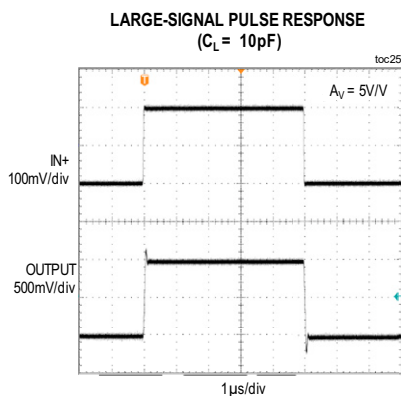 LARGE-SIGNAL PULSE RESPONSE
(CL = 10pF)
toc25
AV = 5V/V
IN+
100mV/div
OUTPUT
500mV/div
1µs/div